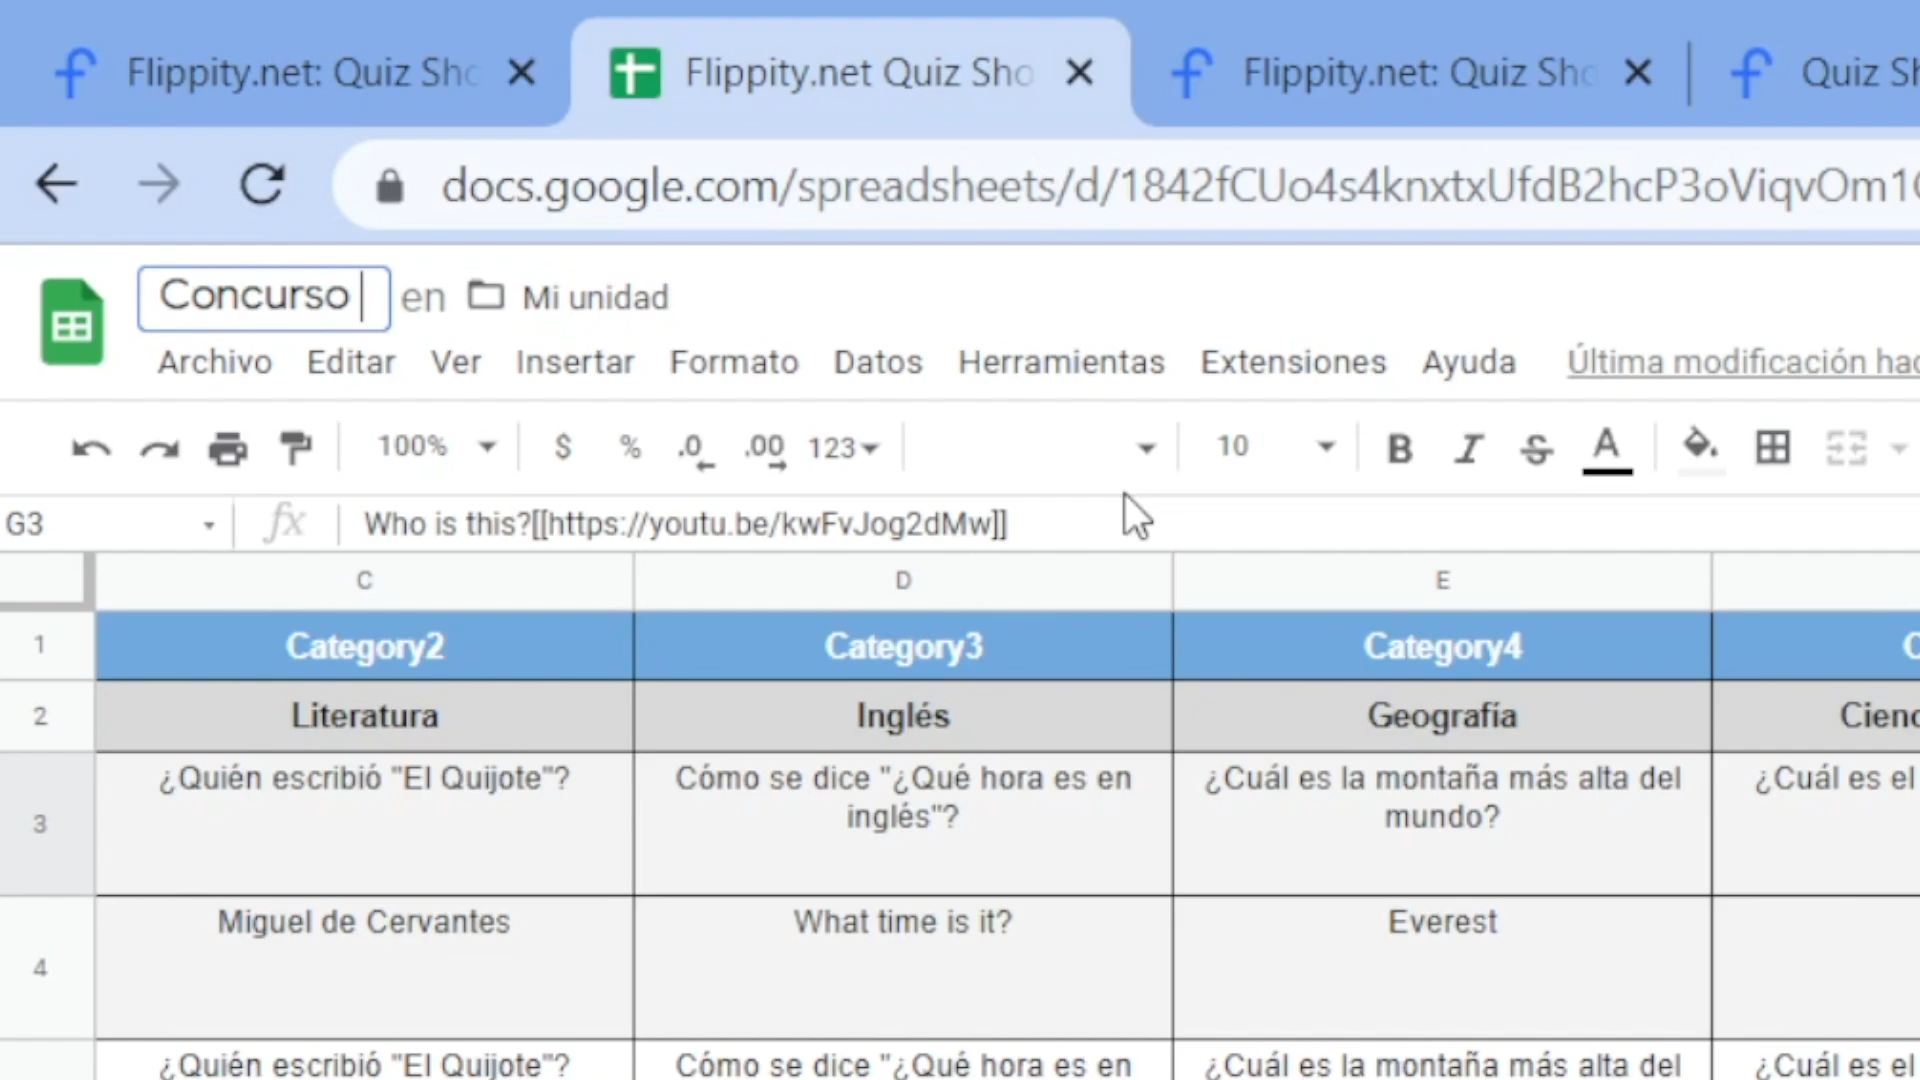 Flippity.net: Quiz Sho
Flippity.net Quiz Sho
Flippity.net: Quiz Sho
Quiz Sh
docs.google.com/spreadsheets/d/1842fCUo4s4knxtxUfdB2hcP3oViqvOm1
Concurso
en
Mi unidad
Archivo Editar Ver Insertar Formato Datos Herramientas Extensiones Ayuda Última modificación hac
100% $ % .0 .00 123 10 B I S A
G3 fx Who is this?[[https://youtu.be/kwFvJog2dMw]]
C D E
1 Category2 Category3 Category4 C
2 Literatura Inglés Geografía Cienc
3 ¿Quién escribió "El Quijote"?
Cómo se dice "¿Qué hora es en
inglés"?
¿Cuál es la montaña más alta del
mundo?
¿Cuál es el
4 Miguel de Cervantes What time is it? Everest
¿Quién escribió "El Quijote"? Cómo se dice "¿Qué hora es en ¿Cuál es la montaña más alta del ¿Cuál es el